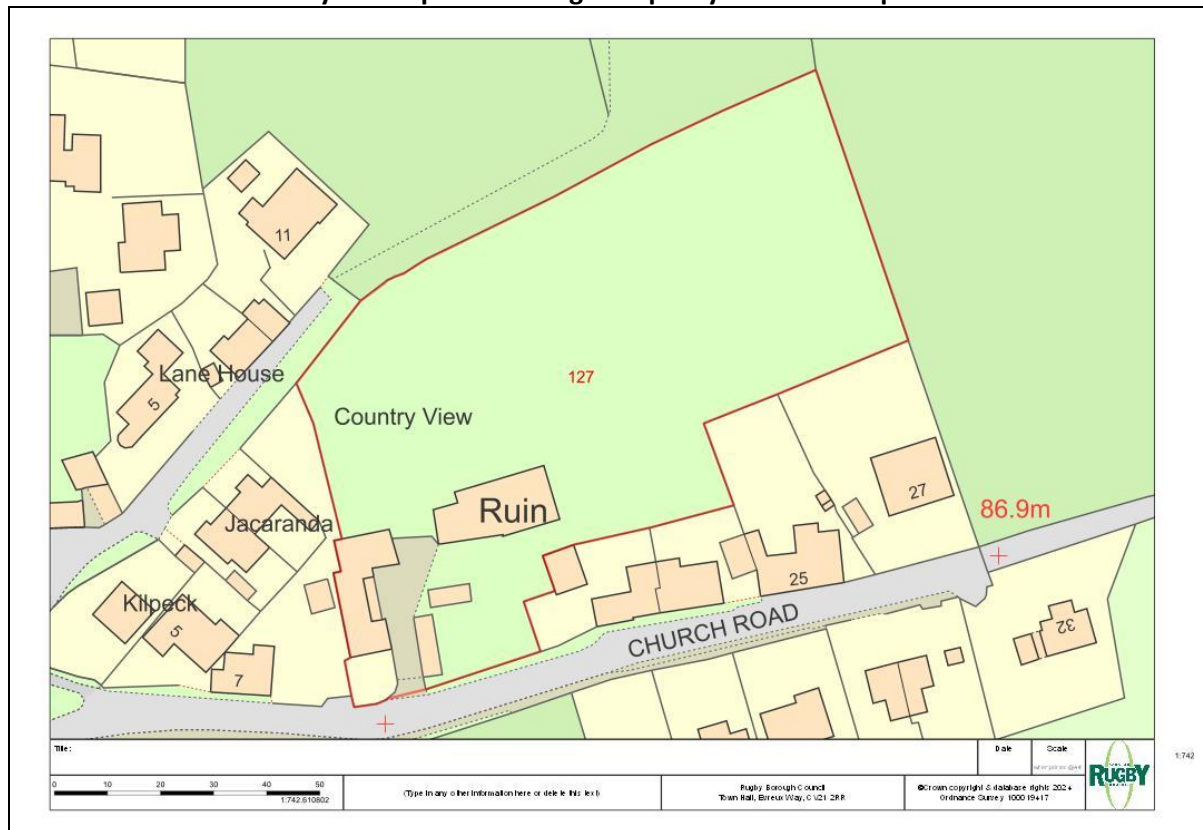 11
Lane House
5
127
Country View
Ruin
27
86.9m
Jacaranda
Kilpeck
5
7
25
CHURCH ROAD
32
Title:
Date
Scale
0 10 20 30 40 50
1:742.610802
(Type in any other information here or delete this text)
Rugby Borough Council
Town Hall, Evreux Way, CV21 2RR
©Crown copyright & database rights 2024
Ordnance Survey 100019417
RUGBY
1:742